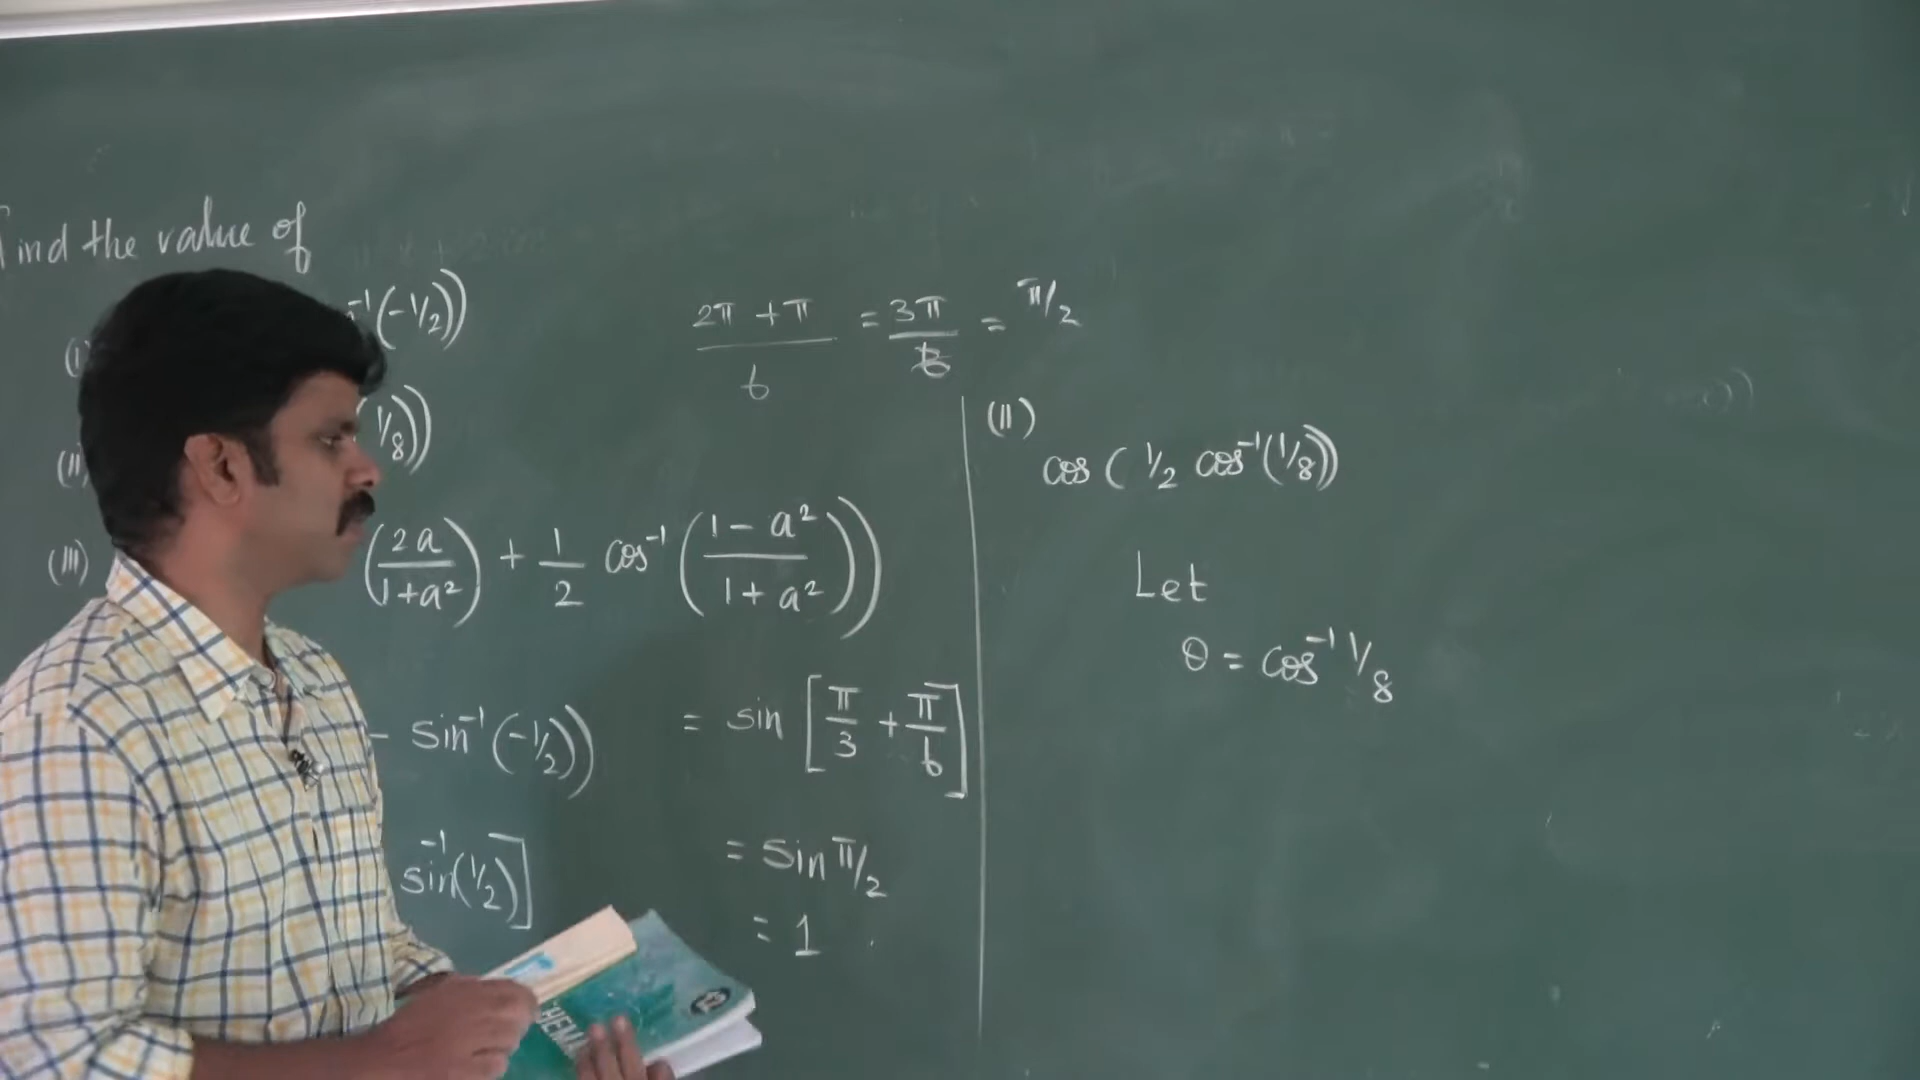 ind the value of
(I) ⁻¹(-1/2))
(II) 1/8))
(III) (2a/(1+a²)) + 1/2 cos⁻¹((1-a²)/(1+a²)))
- sin⁻¹(-1/2))
sin⁻¹(1/2)]
(2π + π)/6 = 3π/6 = π/2
= sin [π/3 + π/6]
= sin π/2
= 1
(II)
cos ( 1/2 cos⁻¹(1/8))
Let
θ = cos⁻¹ 1/8
HEMA